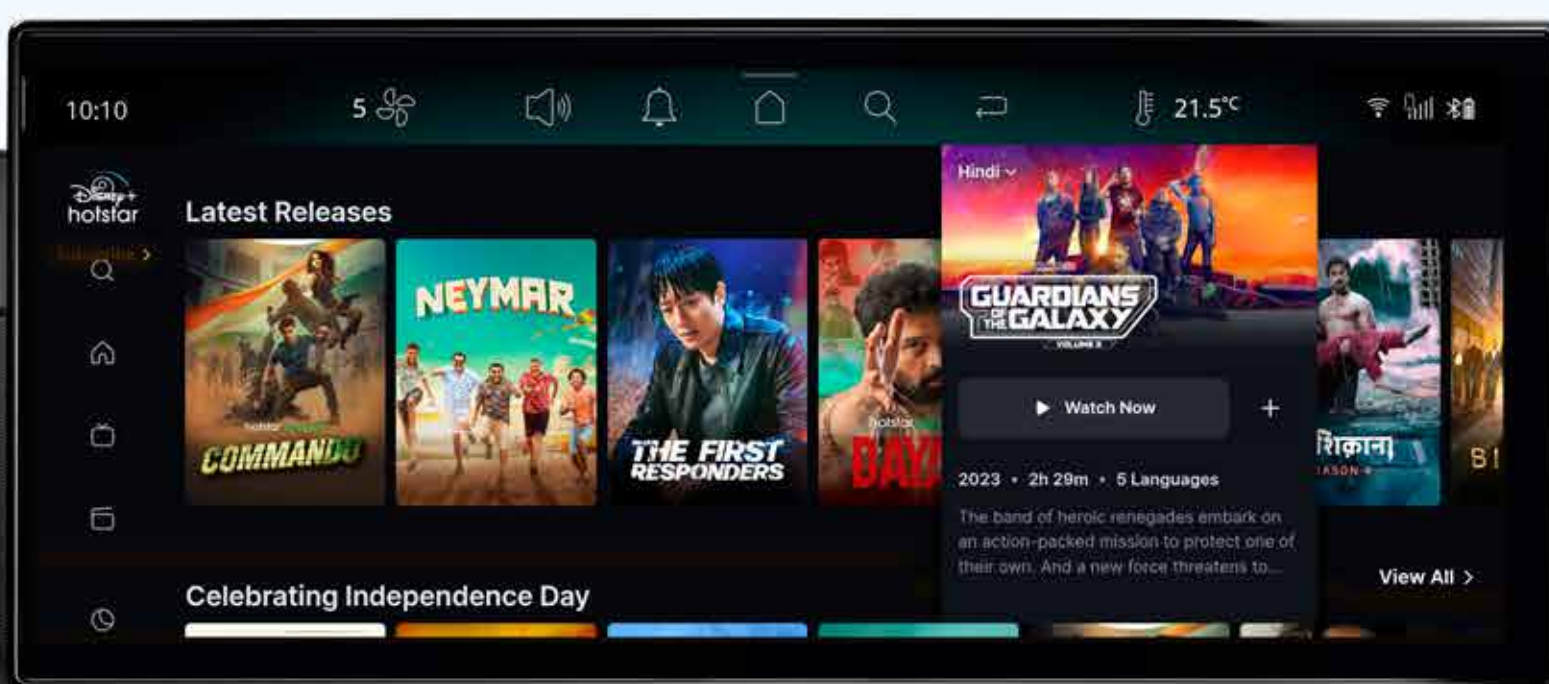 10:10
5
21.5°C
Disney+
hotstar
Subscribe >
Latest Releases
hotstar
COMMANDO
NEYMAR
THE FIRST
RESPONDERS
hotstar
Hindi
GUARDIANS
OF THE GALAXY
VOLUME 3
Watch Now
+
2023 • 2h 29m • 5 Languages
The band of heroic renegades embark on
an action-packed mission to protect one of
their own. And a new force threatens to...
View All >
Celebrating Independence Day